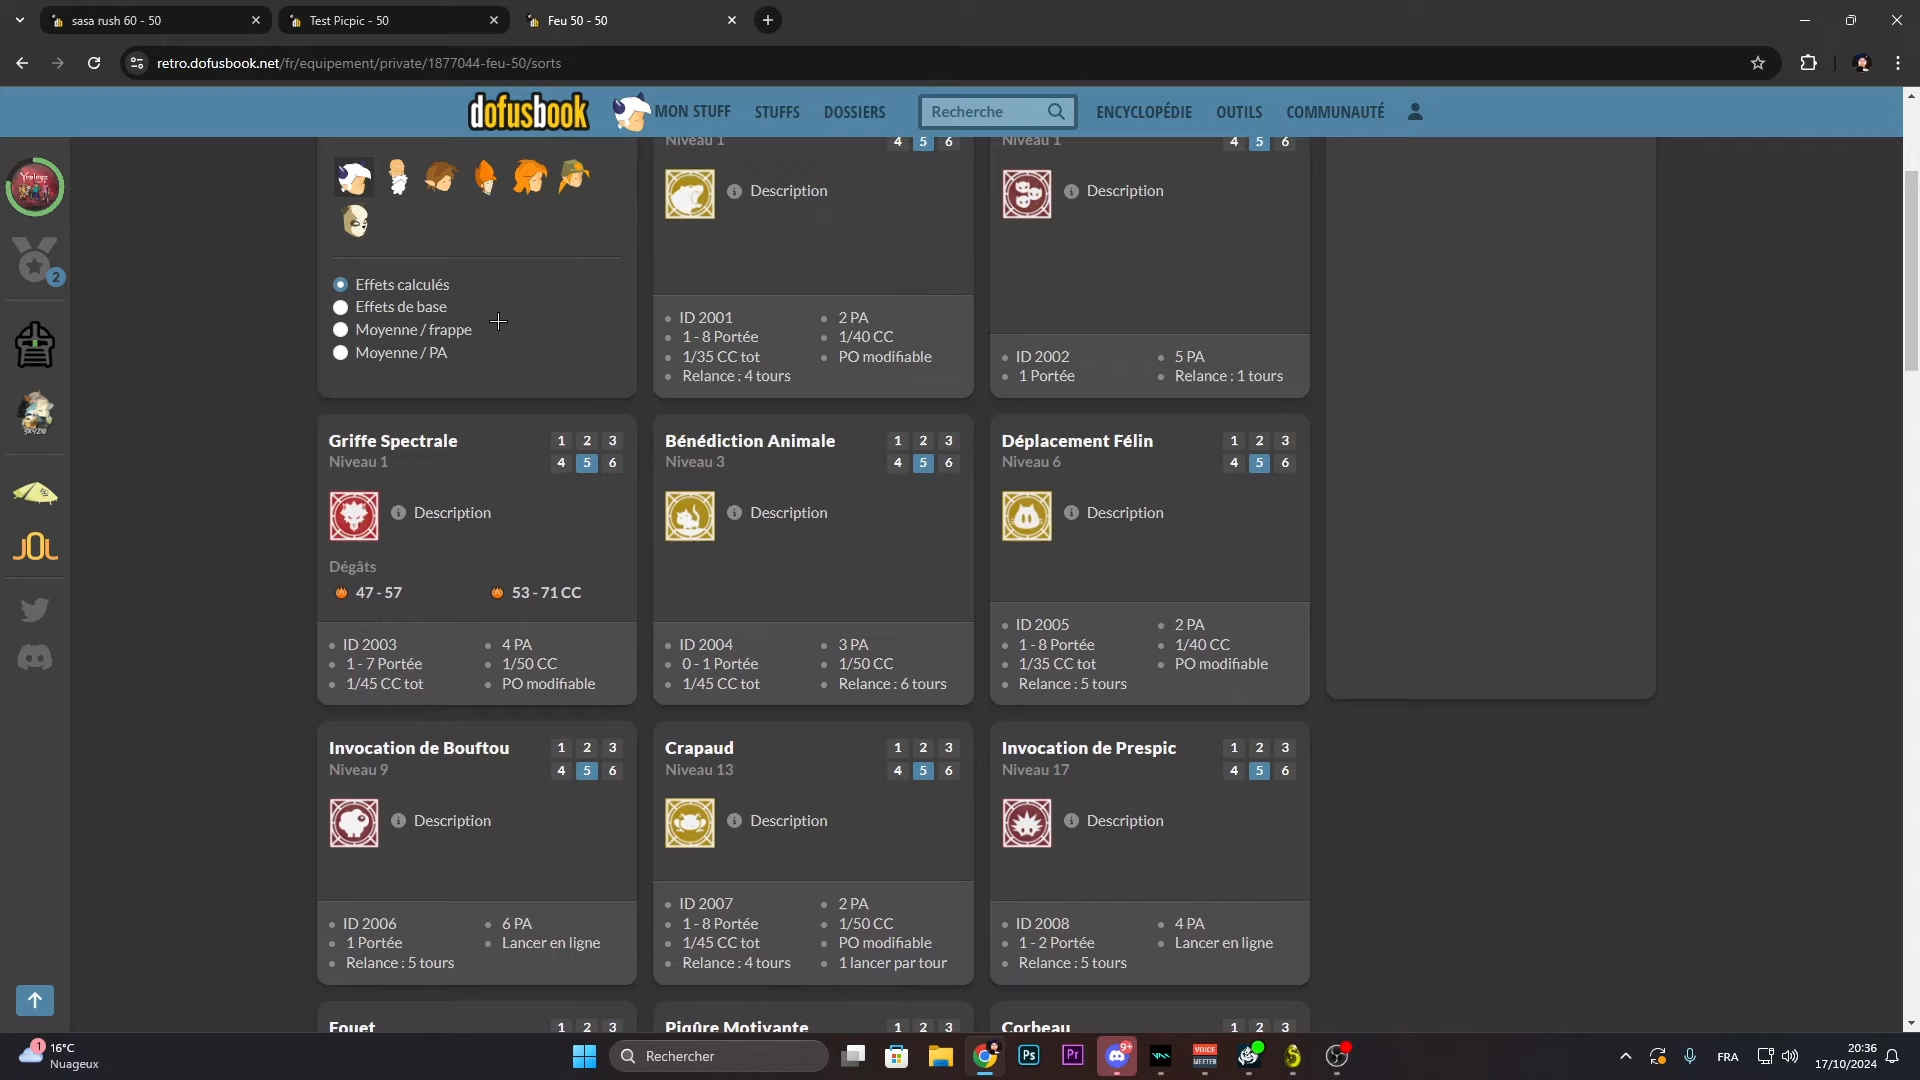 sasa rush 60 - 50
Test Picpic - 50
Feu 50 - 50
retro.dofusbook.net/fr/equipement/private/1877044-feu-50/sorts
dofusbook
MON STUFF
STUFFS
DOSSIERS
Recherche
ENCYCLOPÉDIE
OUTILS
COMMUNAUTÉ
2
JOL
Effets calculés
Effets de base
Moyenne / frappe
Moyenne / PA
Niveau 1
4 5 6
Description
ID 2001
1 - 8 Portée
1/35 CC tot
Relance : 4 tours
2 PA
1/40 CC
PO modifiable
Niveau 1
4 5 6
Description
ID 2002
1 Portée
5 PA
Relance : 1 tours
Griffe Spectrale
Niveau 1
1 2 3
4 5 6
Description
Dégâts
47 - 57
53 - 71 CC
ID 2003
1 - 7 Portée
1/45 CC tot
4 PA
1/50 CC
PO modifiable
Bénédiction Animale
Niveau 3
1 2 3
4 5 6
Description
ID 2004
0 - 1 Portée
1/45 CC tot
3 PA
1/50 CC
Relance : 6 tours
Déplacement Félin
Niveau 6
1 2 3
4 5 6
Description
ID 2005
1 - 8 Portée
1/35 CC tot
Relance : 5 tours
2 PA
1/40 CC
PO modifiable
Invocation de Bouftou
Niveau 9
1 2 3
4 5 6
Description
ID 2006
1 Portée
Relance : 5 tours
6 PA
Lancer en ligne
Crapaud
Niveau 13
1 2 3
4 5 6
Description
ID 2007
1 - 8 Portée
1/45 CC tot
Relance : 4 tours
2 PA
1/50 CC
PO modifiable
1 lancer par tour
Invocation de Prespic
Niveau 17
1 2 3
4 5 6
Description
ID 2008
1 - 2 Portée
Relance : 5 tours
4 PA
Lancer en ligne
Fouet
1 2 3
Piqûre Motivante
1 2 3
Corbeau
1 2 3
1
16°C
Nuageux
Rechercher
Ps
Pr
9+
VOICE
MEETER
FRA
20:36
17/10/2024